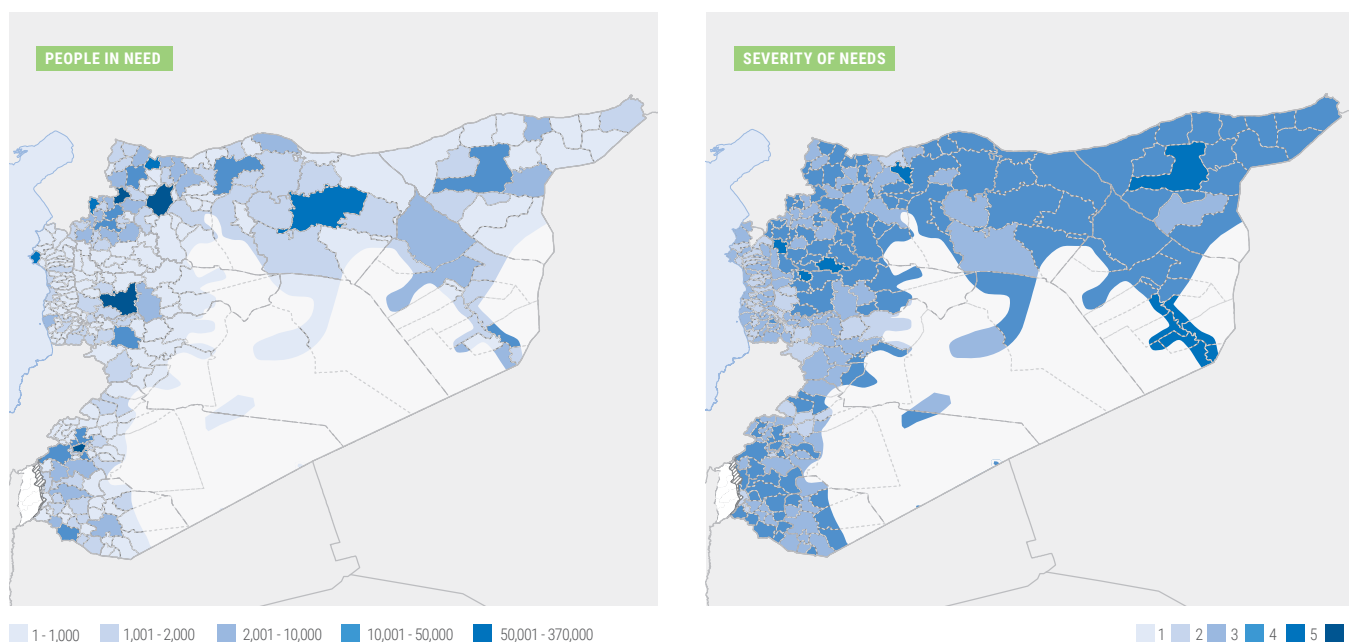 PEOPLE IN NEED
SEVERITY OF NEEDS
1 - 1,000
1,001 - 2,000
2,001 - 10,000
10,001 - 50,000
50,001 - 370,000
1
2
3
4
5